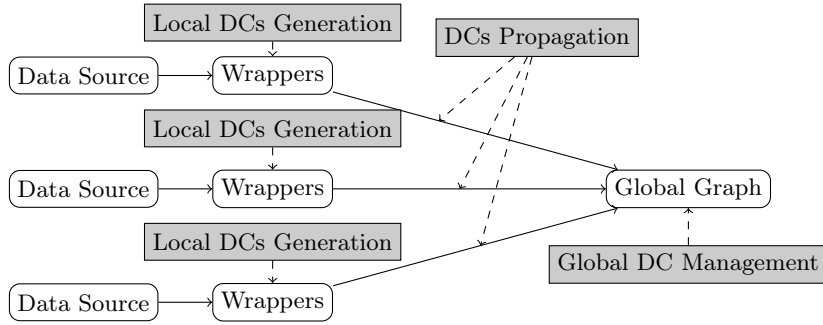 Local DCs Generation
DCs Propagation
Data Source
Wrappers
Local DCs Generation
Data Source
Wrappers
Global Graph
Local DCs Generation
Global DC Management
Data Source
Wrappers